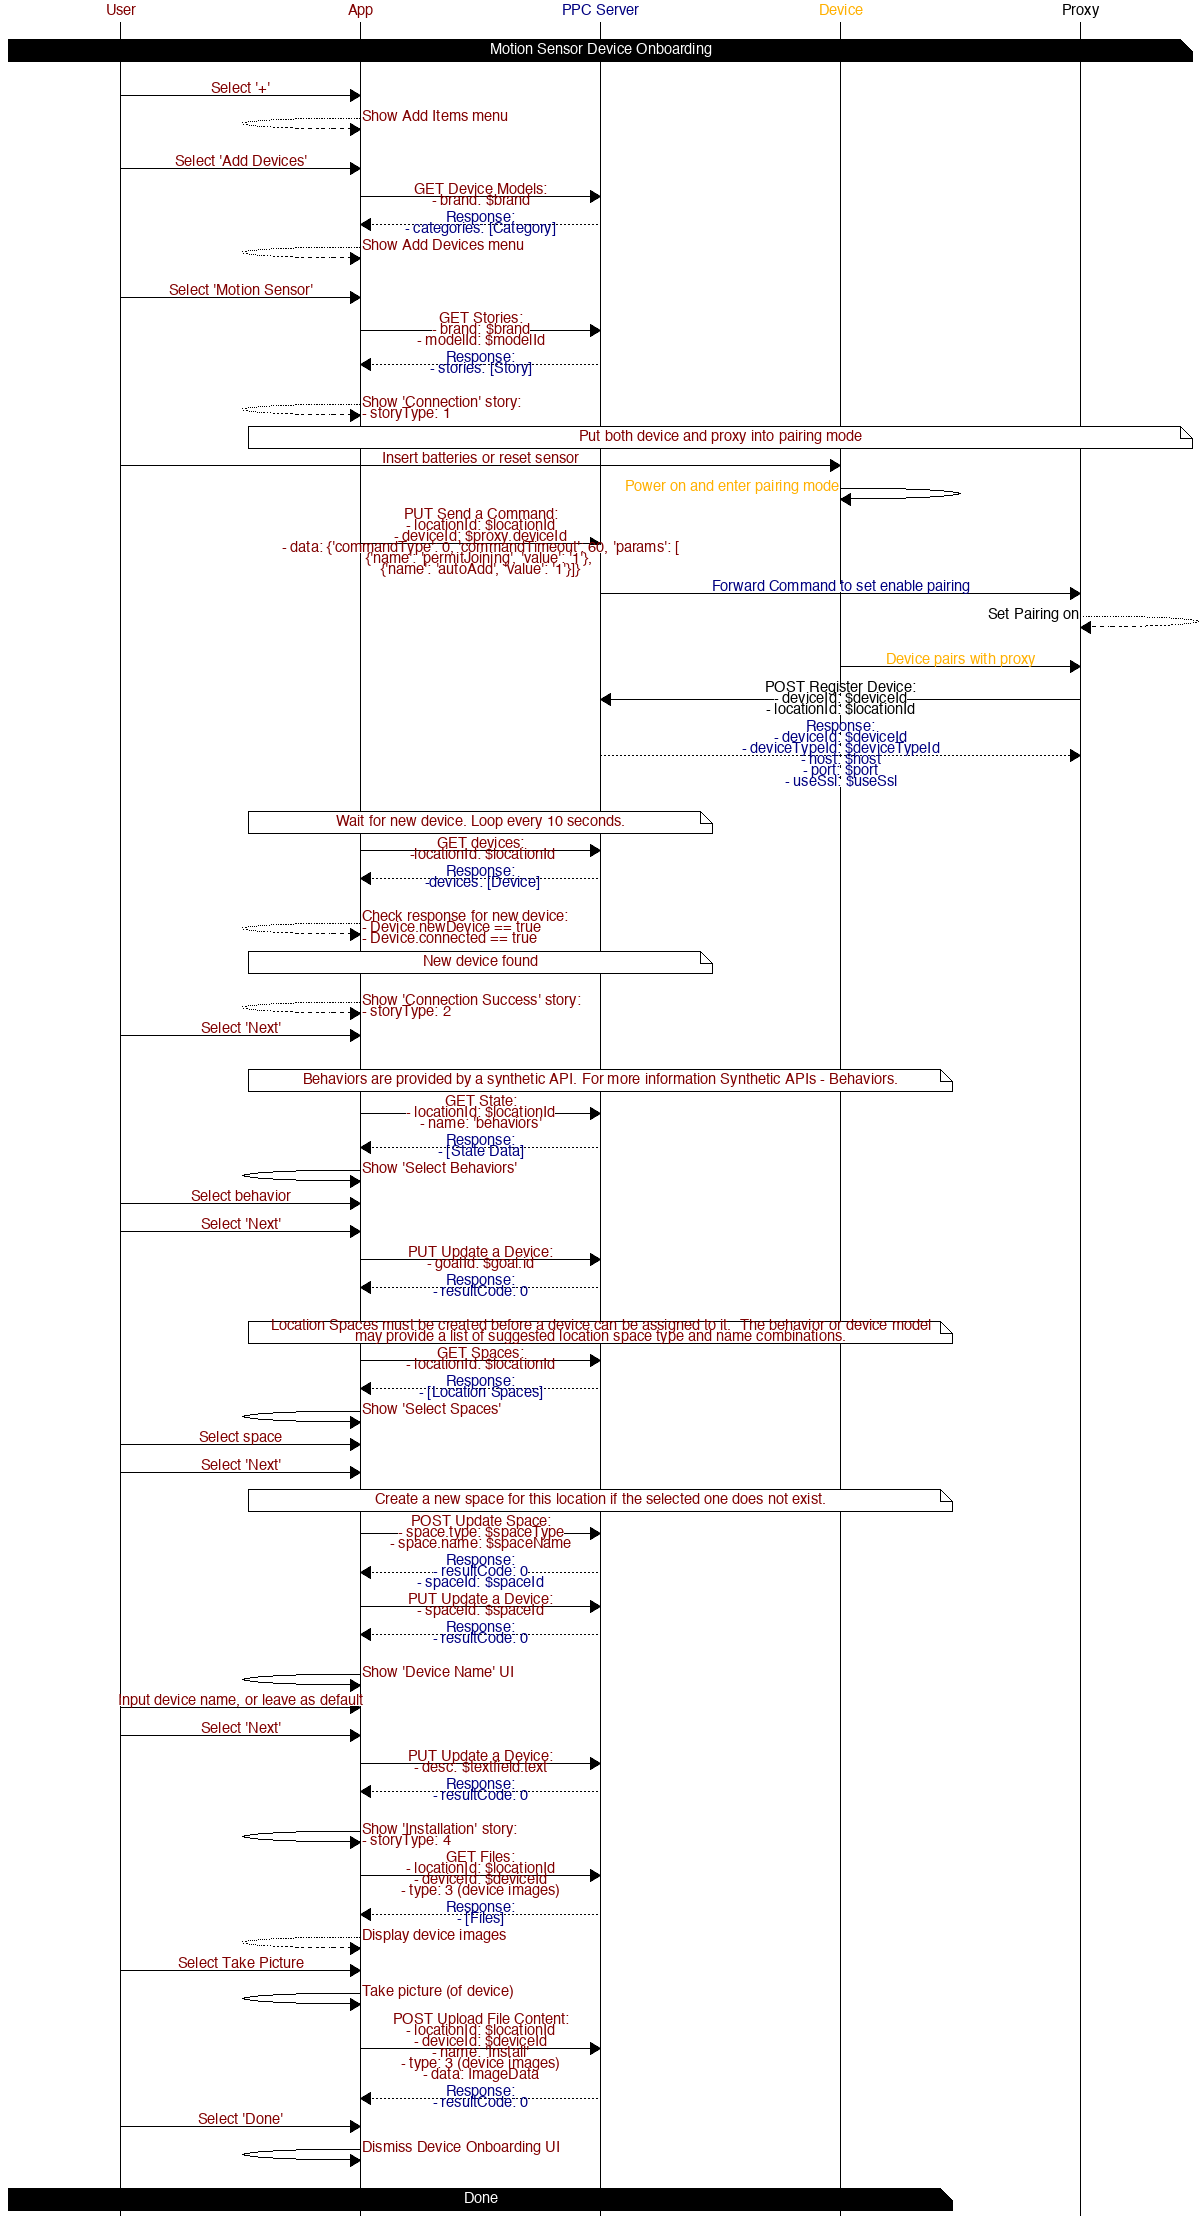 User App PPC Server Device Proxy
Motion Sensor Device Onboarding
Select '+'
Show Add Items menu
Select 'Add Devices'
GET Device Models:
- brand: $brand
Response:
- categories: [Category]
Show Add Devices menu
Select 'Motion Sensor'
GET Stories:
- brand: $brand
- modelId: $modelId
Response:
- stories: [Story]
Show 'Connection' story:
- storyType: 1
Put both device and proxy into pairing mode
Insert batteries or reset sensor
Power on and enter pairing mode
PUT Send a Command:
- locationId: $locationId
- deviceId: $proxy.deviceId
- data: {'commandType': 0, 'commandTimeout': 60, 'params': [
{'name': 'permitJoining', 'value': '1'},
{'name': 'autoAdd', 'value': '1'}]}
Forward Command to set enable pairing
Set Pairing on
Device pairs with proxy
POST Register Device:
- deviceId: $deviceId
- locationId: $locationId
Response:
- deviceId: $deviceId
- deviceTypeId: $deviceTypeId
- host: $host
- port: $port
- useSsl: $useSsl
Wait for new device. Loop every 10 seconds.
GET devices:
-locationId: $locationId
Response:
-devices: [Device]
Check response for new device:
- Device.newDevice == true
- Device.connected == true
New device found
Show 'Connection Success' story:
- storyType: 2
Select 'Next'
Behaviors are provided by a synthetic API. For more information Synthetic APIs - Behaviors.
GET State:
- locationId: $locationId
- name: 'behaviors'
Response:
- [State Data]
Show 'Select Behaviors'
Select behavior
Select 'Next'
PUT Update a Device:
- goalId: $goal.id
Response:
- resultCode: 0
Location Spaces must be created before a device can be assigned to it.  The behavior or device model
may provide a list of suggested location space type and name combinations.
GET Spaces:
- locationId: $locationId
Response:
- [Location Spaces]
Show 'Select Spaces'
Select space
Select 'Next'
Create a new space for this location if the selected one does not exist.
POST Update Space:
- space.type: $spaceType
- space.name: $spaceName
Response:
- resultCode: 0
- spaceId: $spaceId
PUT Update a Device:
- spaceId: $spaceId
Response:
- resultCode: 0
Show 'Device Name' UI
Input device name, or leave as default
Select 'Next'
PUT Update a Device:
- desc: $textfield.text
Response:
- resultCode: 0
Show 'Installation' story:
- storyType: 4
GET Files:
- locationId: $locationId
- deviceId: $deviceId
- type: 3 (device images)
Response:
- [Files]
Display device images
Select Take Picture
Take picture (of device)
POST Upload File Content:
- locationId: $locationId
- deviceId: $deviceId
- name: 'Install'
- type: 3 (device images)
- data: ImageData
Response:
- resultCode: 0
Select 'Done'
Dismiss Device Onboarding UI
Done